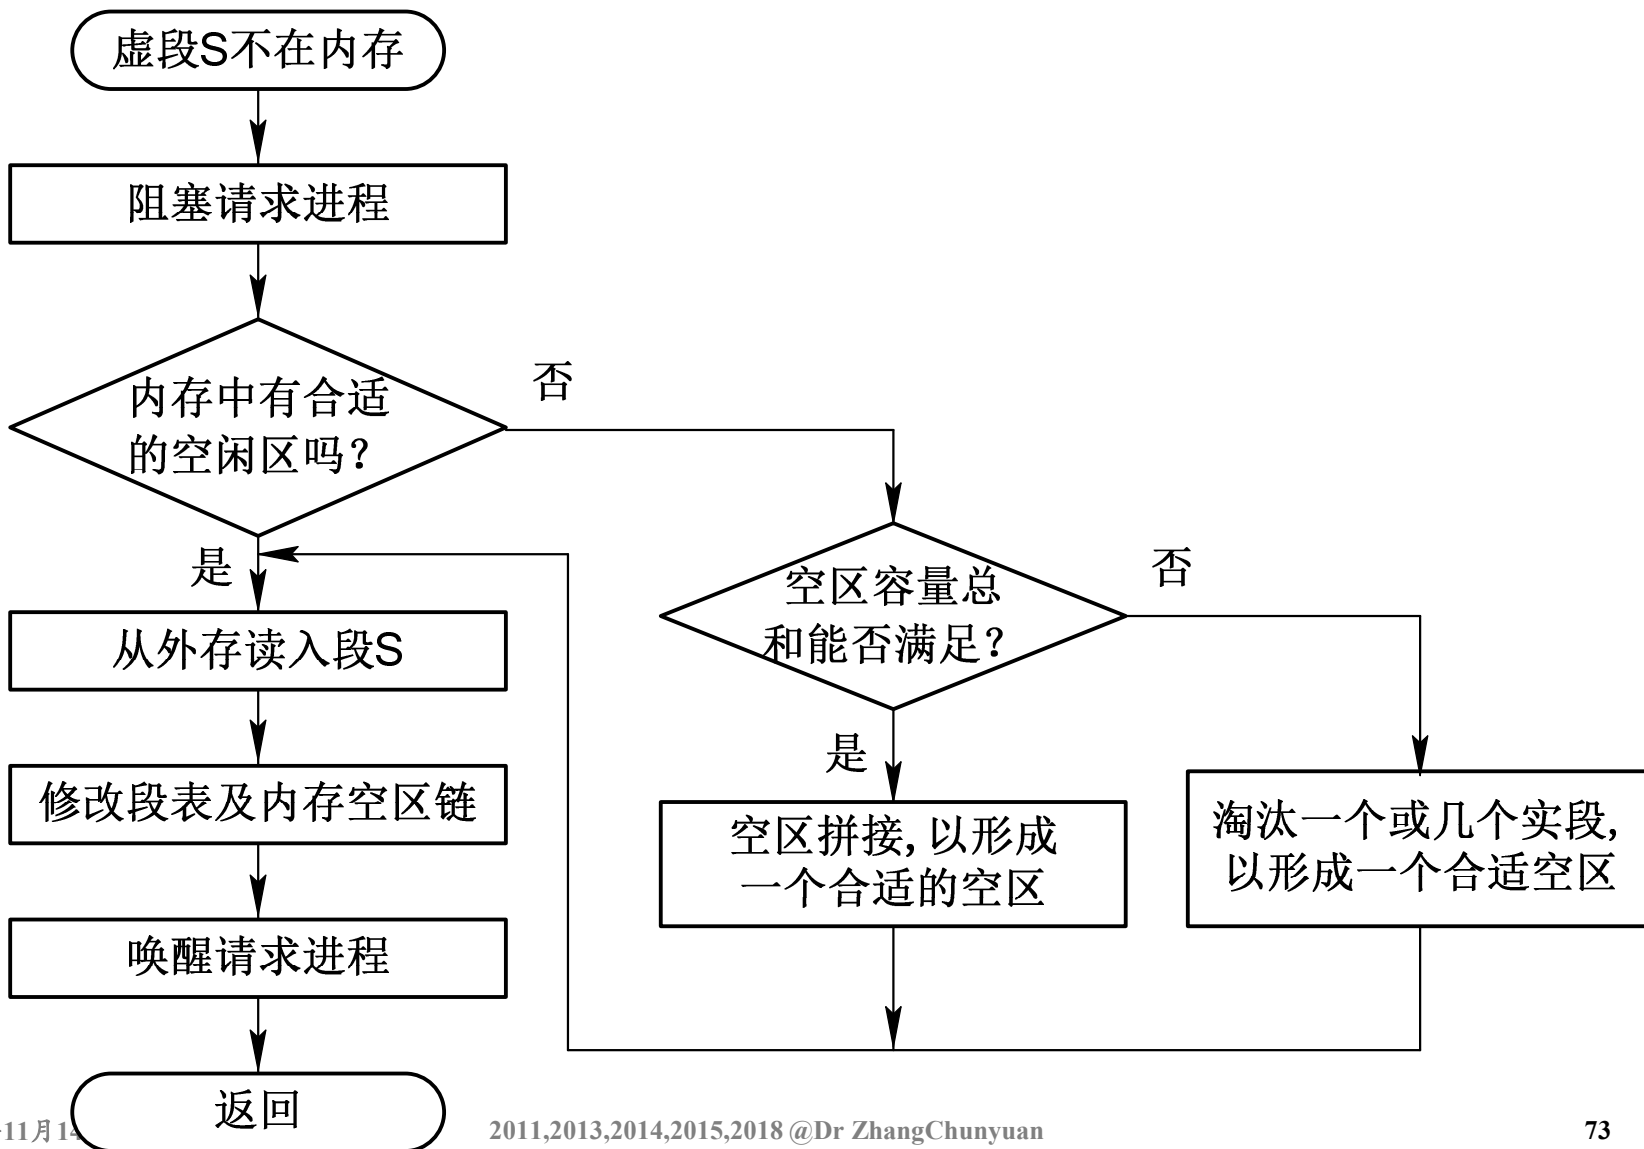 虚段S不在内存
阻塞请求进程
内存中有合适
的空闲区吗?
否
是
空区容量总
和能否满足?
否
从外存读入段S
是
修改段表及内存空区链
空区拼接, 以形成
一个合适的空区
淘汰一个或几个实段,
以形成一个合适空区
唤醒请求进程
返回
11月14
2011,2013,2014,2015,2018 @Dr ZhangChunyuan
73